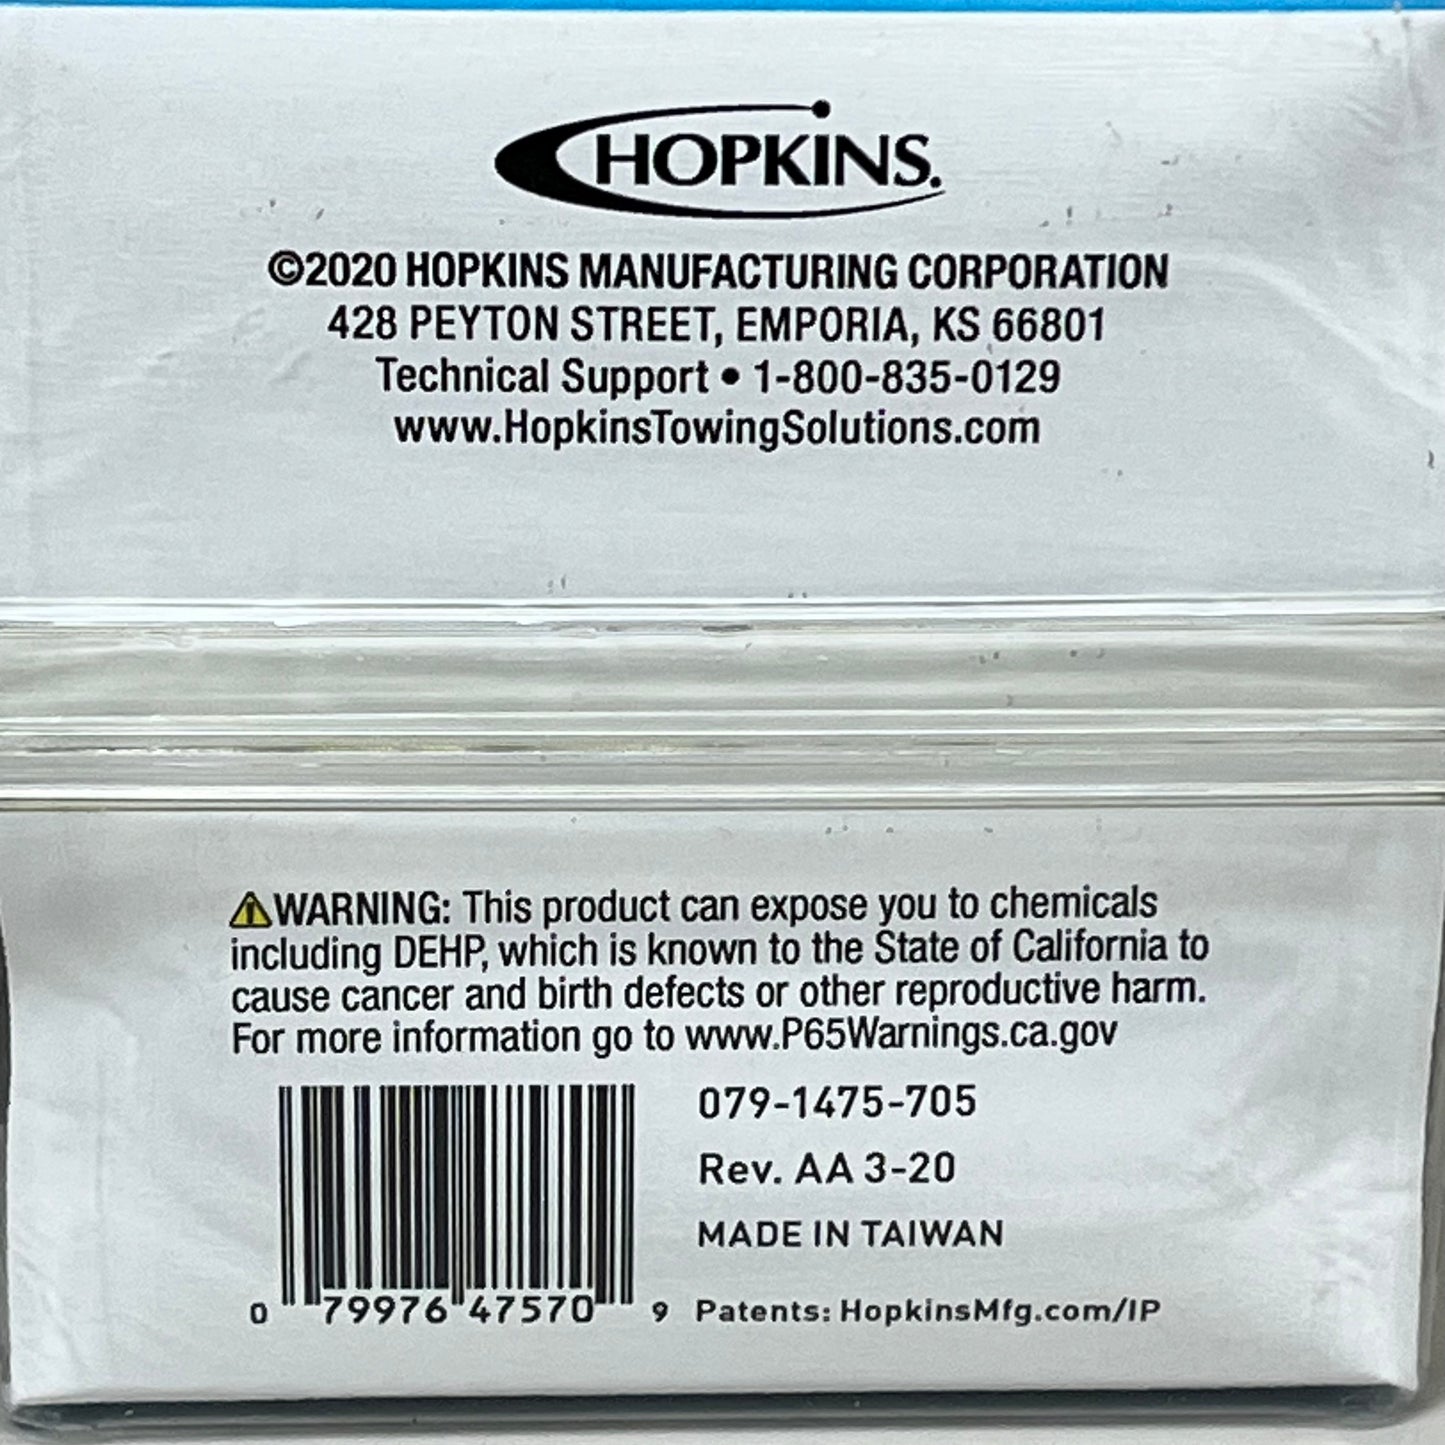 HOPKINS.
©2020 HOPKINS MANUFACTURING CORPORATION
428 PEYTON STREET, EMPORIA, KS 66801
Technical Support • 1-800-835-0129
www.HopkinsTowingSolutions.com
⚠WARNING: This product can expose you to chemicals
including DEHP, which is known to the State of California to
cause cancer and birth defects or other reproductive harm.
For more information go to www.P65Warnings.ca.gov
079-1475-705
Rev. AA 3-20
MADE IN TAIWAN
0 79976 47570 9
Patents: HopkinsMfg.com/IP